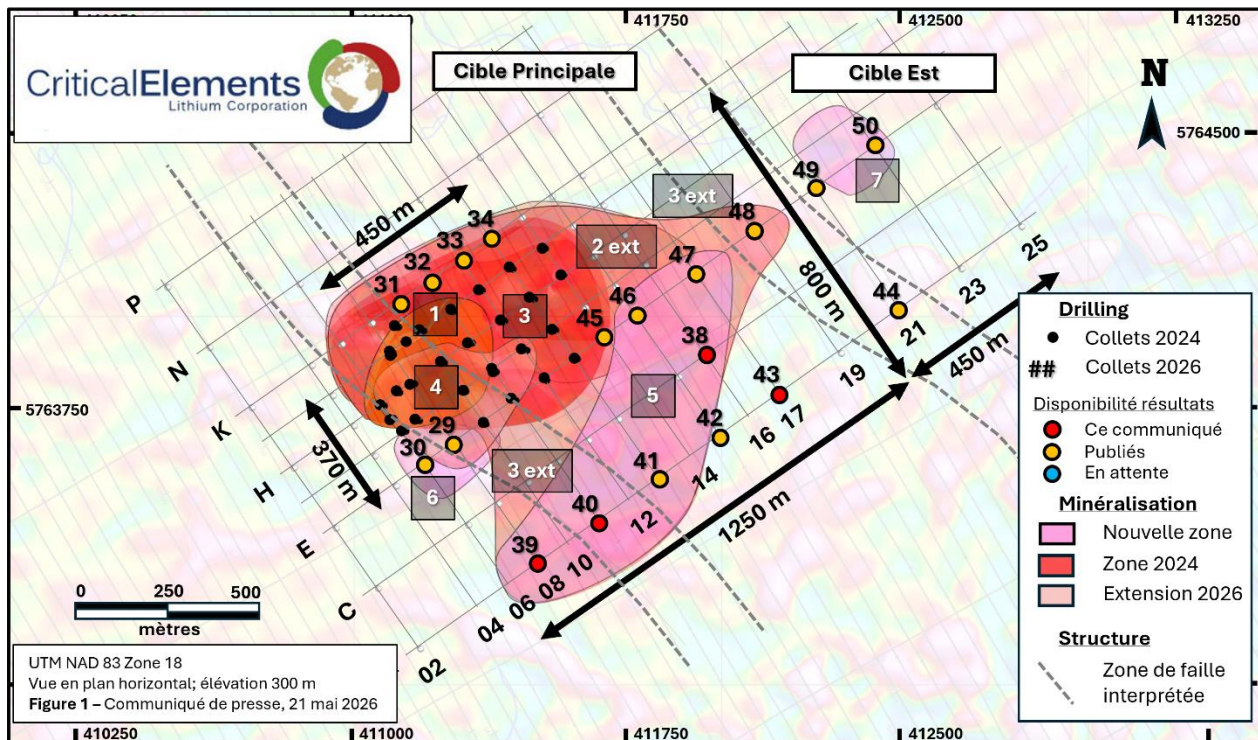 410250
411000
411750
412500
413250
CriticalElements
Lithium Corporation
Cible Principale
Cible Est
N
5764500
5763750
50
49
7
3 ext
48
450 m
34
33
32
31
2 ext
47
46
45
800 m
25
23
21
44
1
3
38
43
19
450 m
P
N
K
H
E
C
4
5
17
16
42
29
30
370 m
6
3 ext
41
14
40
12
1250 m
39
10
08
06
04
02
0 250 500
mètres
Drilling
Collets 2024
## Collets 2026
Disponibilité résultats
Ce communiqué
Publiés
En attente
Minéralisation
Nouvelle zone
Zone 2024
Extension 2026
Structure
Zone de faille
interprétée
UTM NAD 83 Zone 18
Vue en plan horizontal; élévation 300 m
Figure 1 – Communiqué de presse, 21 mai 2026
410250
411000
411750
412500